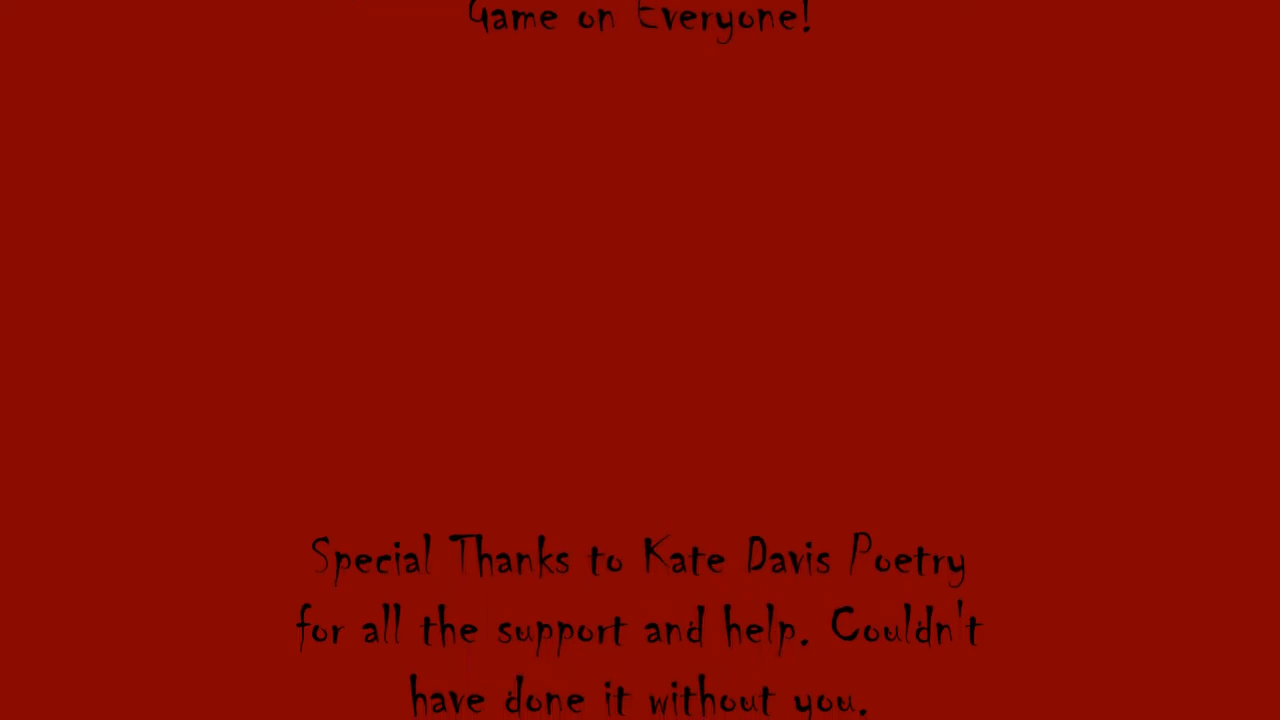 Game on Everyone!
Special Thanks to Kate Davis Poetry
for all the support and help. Couldn't
have done it without you.